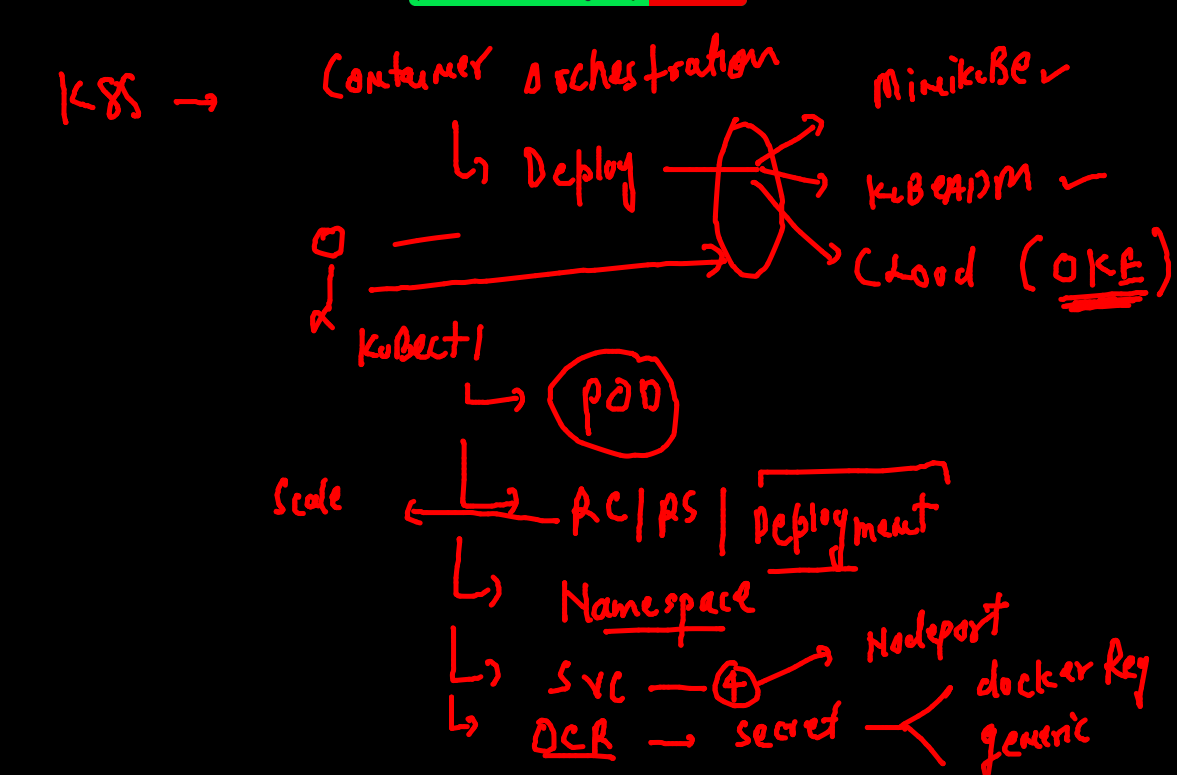 K8S → Container Orchestration
Minikube ✓
Deploy
KUBEADM ✓
Cloud (OKE)
KuBectl
POD
Scale ← RC/RS | Deployment
Namespace
Svc — 4 → Nodeport
OCR → Secret
docker Reg
generic